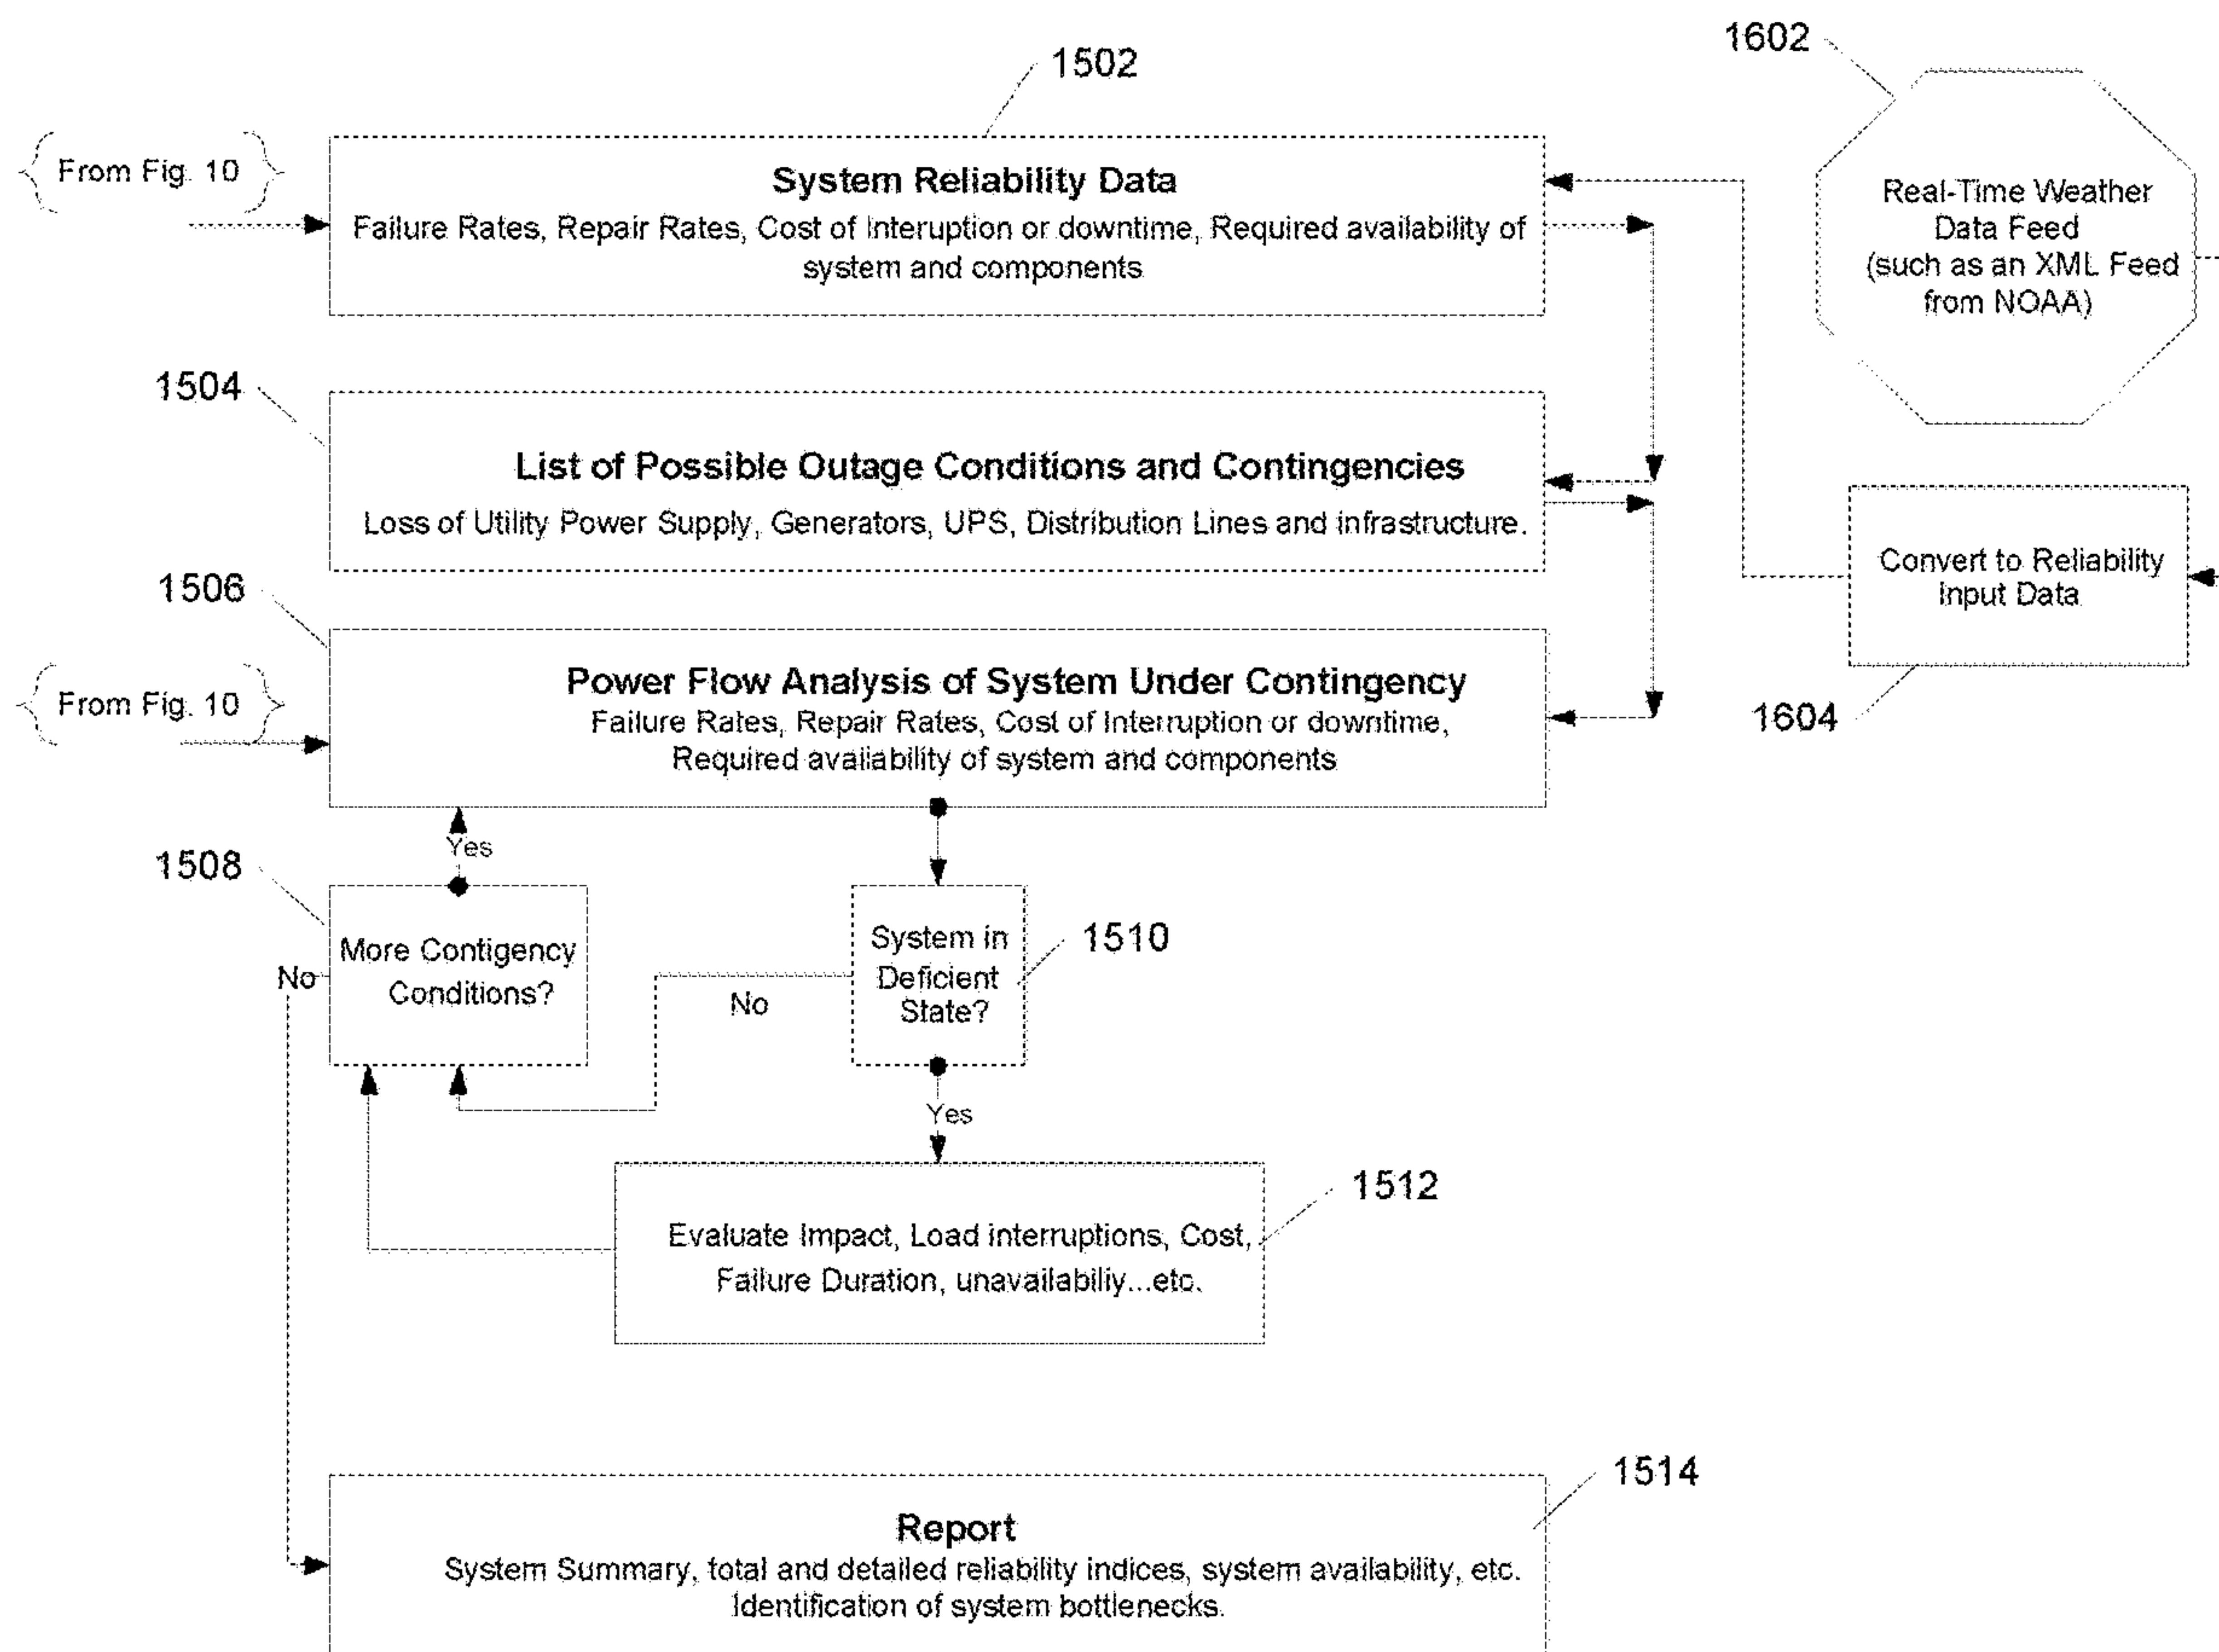 1502
1602
From Fig. 10
System Reliability Data
Failure Rates, Repair Rates, Cost of Interuption or downtime, Required availability of
system and components
Real-Time Weather
Data Feed
(such as an XML Feed
from NOAA)
1504
List of Possible Outage Conditions and Contingencies
Loss of Utility Power Supply, Generators, UPS, Distribution Lines and infrastructure.
Convert to Reliability
Input Data
1604
1506
From Fig. 10
Power Flow Analysis of System Under Contingency
Failure Rates, Repair Rates, Cost of Interruption or downtime,
Required availability of system and components
Yes
1508
More Contigency
Conditions?
No
System in
Deficient
State?
1510
No
Yes
1512
Evaluate Impact, Load interruptions, Cost,
Failure Duration, unavailabiliy...etc.
1514
Report
System Summary, total and detailed reliability indices, system availability, etc.
Identification of system bottlenecks.